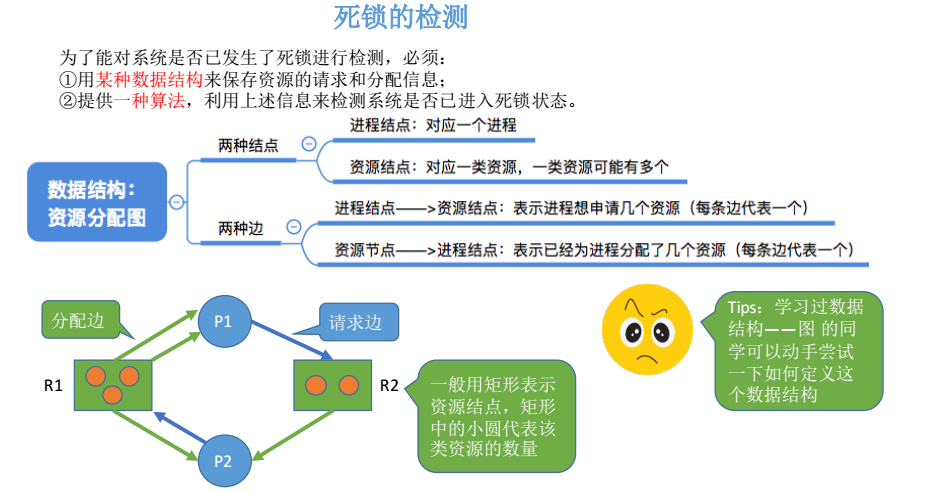 死锁的检测
为了能对系统是否已发生了死锁进行检测，必须：
①用某种数据结构来保存资源的请求和分配信息；
②提供一种算法，利用上述信息来检测系统是否已进入死锁状态。
数据结构：
资源分配图
两种结点
进程结点：对应一个进程
资源结点：对应一类资源，一类资源可能有多个
两种边
进程结点——>资源结点：表示进程想申请几个资源（每条边代表一个）
资源节点——>进程结点：表示已经为进程分配了几个资源（每条边代表一个）
分配边
P1
请求边
R1
R2
P2
一般用矩形表示
资源结点，矩形
中的小圆代表该
类资源的数量
Tips：学习过数据
结构——图 的同
学可以动手尝试
一下如何定义这
个数据结构